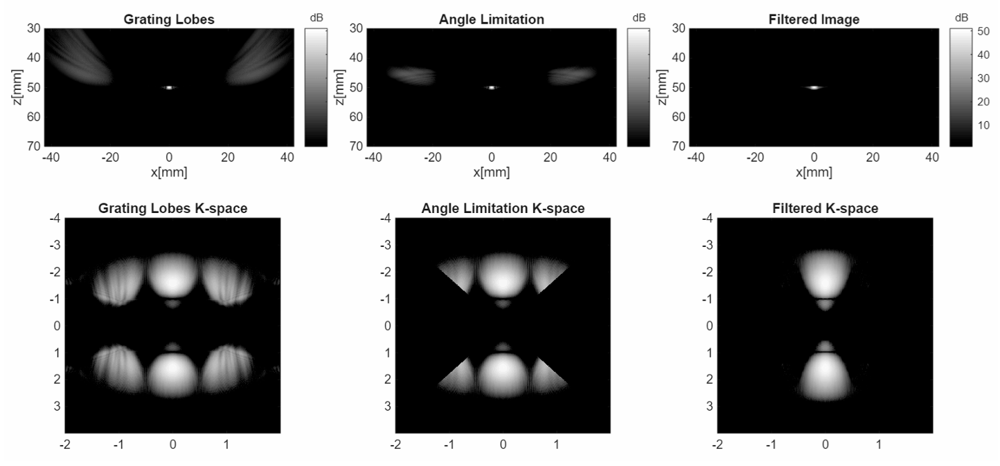 Grating Lobes
dB
30
40
50
60
70
z[mm]
-40 -20 0 20 40
x[mm]
Angle Limitation
dB
30
40
50
60
70
z[mm]
-40 -20 0 20 40
x[mm]
Filtered Image
dB
30
40
50
60
70
z[mm]
-40 -20 0 20 40
x[mm]
50
40
30
20
10
Grating Lobes K-space
-4
-3
-2
-1
0
1
2
3
-2 -1 0 1
Angle Limitation K-space
-4
-3
-2
-1
0
1
2
3
-2 -1 0 1
Filtered K-space
-4
-3
-2
-1
0
1
2
3
-2 -1 0 1